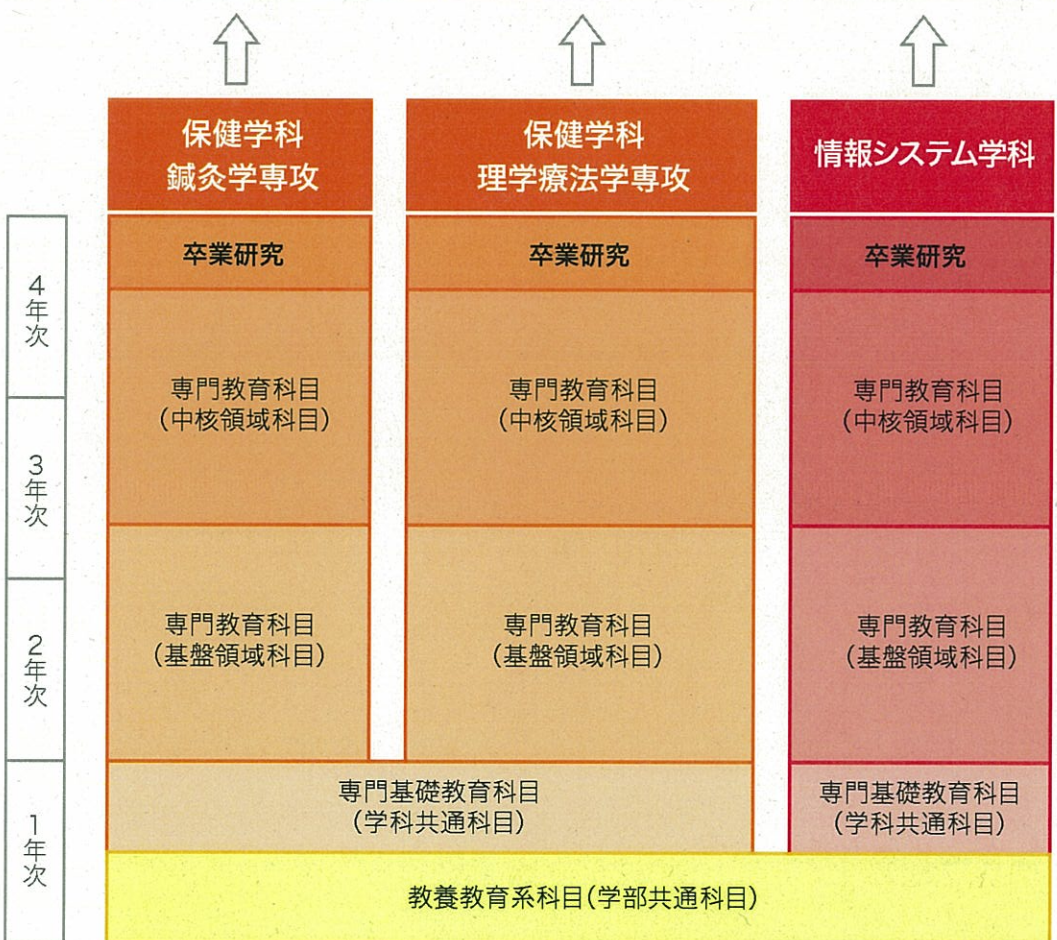 保健学科
鍼灸学専攻
保健学科
理学療法学専攻
情報システム学科
卒業研究
卒業研究
卒業研究
4年次
専門教育科目
(中核領域科目)
専門教育科目
(中核領域科目)
専門教育科目
(中核領域科目)
3年次
専門教育科目
(基盤領域科目)
専門教育科目
(基盤領域科目)
専門教育科目
(基盤領域科目)
2年次
専門基礎教育科目
(学科共通科目)
専門基礎教育科目
(学科共通科目)
1年次
教養教育系科目(学部共通科目)